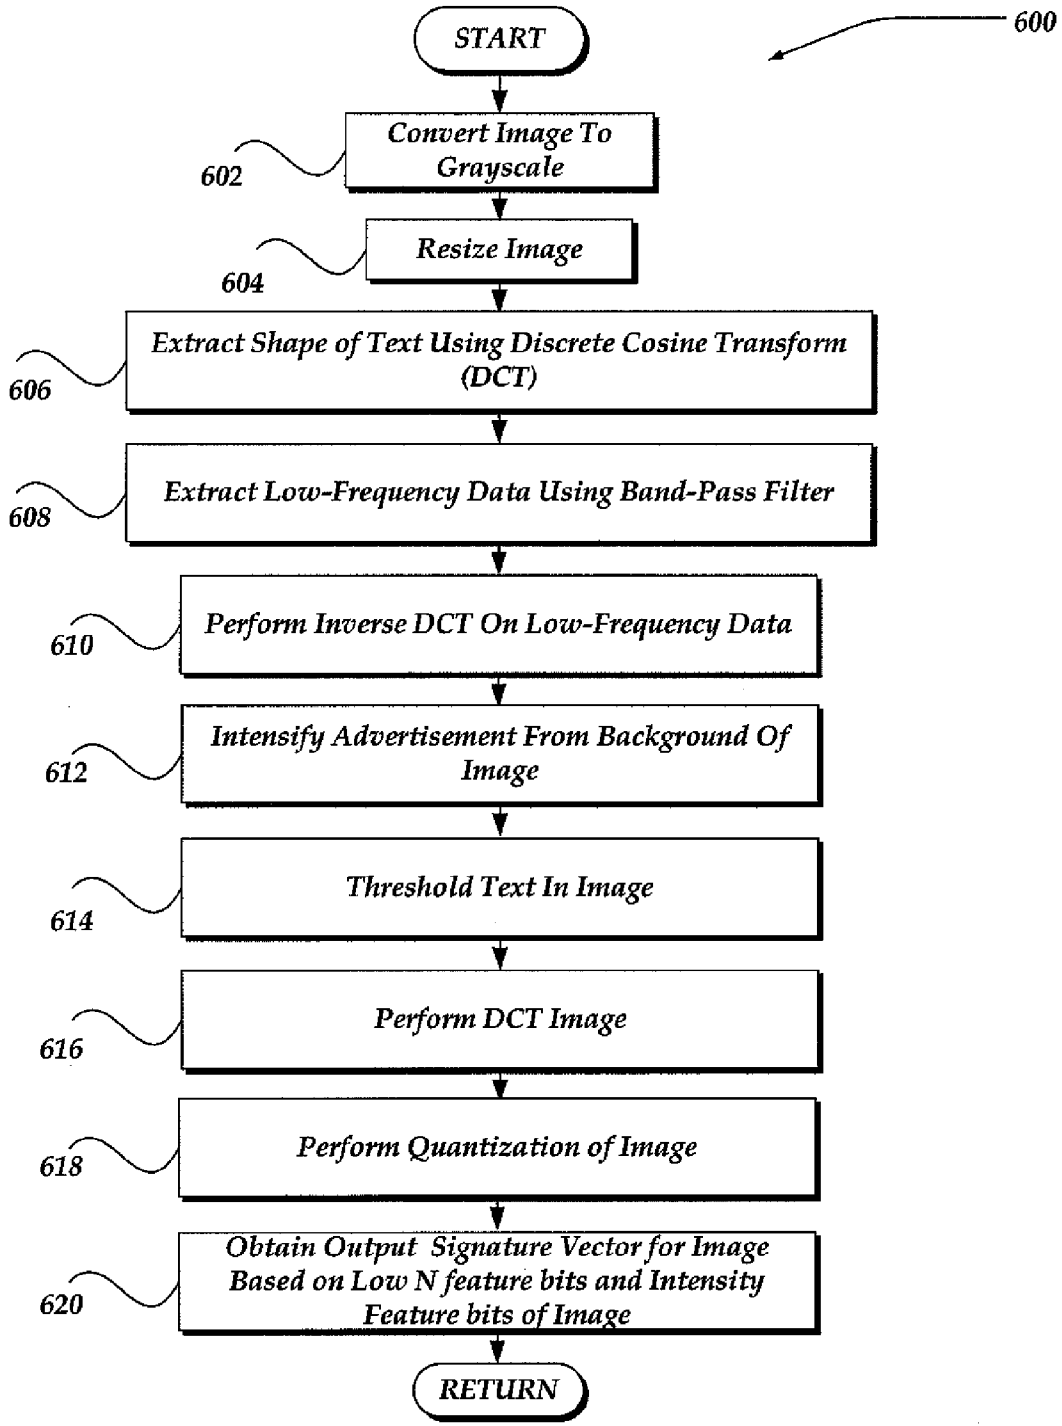 START
600
Convert Image To
Grayscale
602
Resize Image
604
Extract Shape of Text Using Discrete Cosine Transform
(DCT)
606
Extract Low-Frequency Data Using Band-Pass Filter
608
Perform Inverse DCT On Low-Frequency Data
610
Intensify Advertisement From Background Of
Image
612
Threshold Text In Image
614
Perform DCT Image
616
Perform Quantization of Image
618
Obtain Output Signature Vector for Image
Based on Low N feature bits and Intensity
Feature bits of Image
620
RETURN